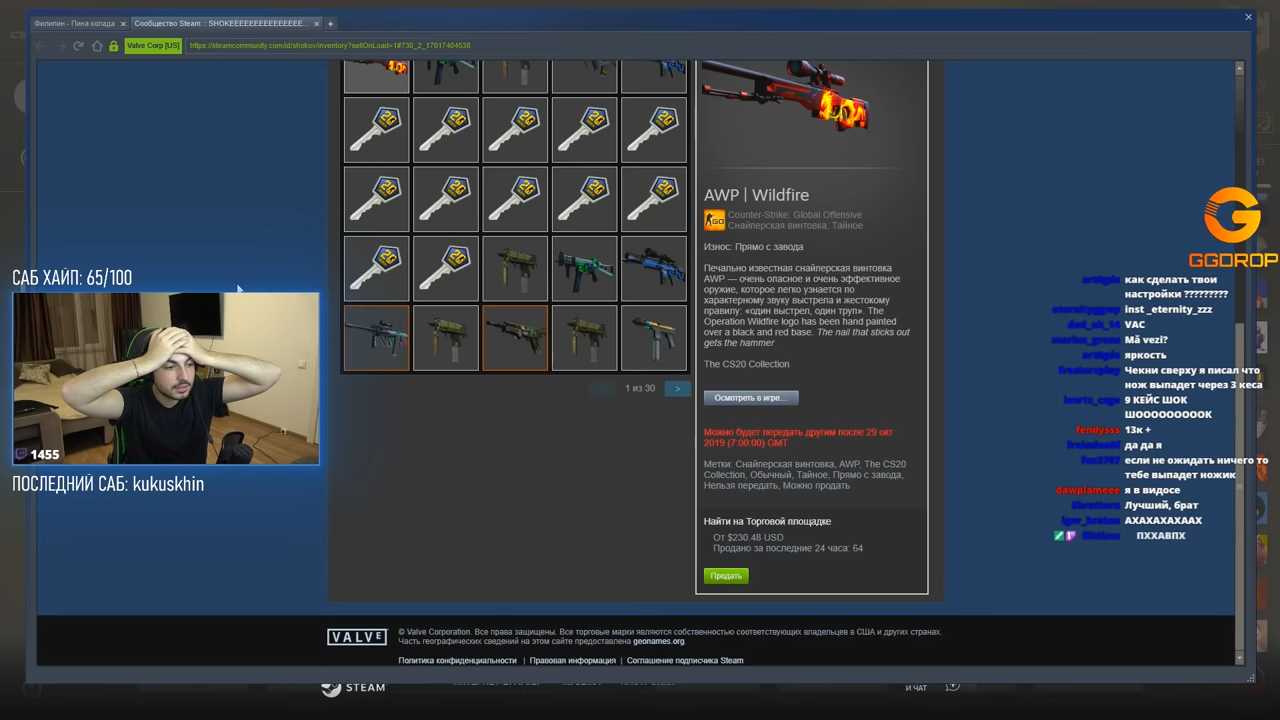 Филипин - Пина колада
Сообщество Steam :: SHOKEEEEEEEEEEEEEEE...
Valve Corp [US]
https://steamcommunity.com/id/shokov/inventory?sellOnLoad=1#730_2_17017404538
AWP | Wildfire
Counter-Strike: Global Offensive
Снайперская винтовка, Тайное
Износ: Прямо с завода
Печально известная снайперская винтовка
AWP — очень опасное и очень эффективное
оружие, которое легко узнается по
характерному звуку выстрела и жестокому
правилу: «один выстрел, один труп». The
Operation Wildfire logo has been hand painted
over a black and red base. The nail that sticks out
gets the hammer
The CS20 Collection
Осмотреть в игре...
Можно будет передать другим после 29 окт
2019 (7:00:00) GMT
Метки: Снайперская винтовка, AWP, The CS20
Collection, Обычный, Тайное, Прямо с завода,
Нельзя передать, Можно продать
Найти на Торговой площадке
От $230.48 USD
Продано за последние 24 часа: 64
Продать
1 из 30
>
САБ ХАЙП: 65/100
1455
ПОСЛЕДНИЙ САБ: kukuskhin
GGDROP
как сделать твои
настройки ?????????
eternityggwp inst _eternity_zzz
VAC
Mă vezi?
яркость
Чекни сверху я писал что
нож выпадет через 3 кеса
9 КЕЙС ШОК
ШОООООООООК
fendysss 13к +
да да я
если не ожидать ничего то
тебе выпадет ножик
dawplameee я в видосе
Лучший, брат
АХАХАХАХААХ
ПХХАВПХ
VALVE
© Valve Corporation. Все права защищены. Все торговые марки являются собственностью соответствующих владельцев в США и других странах.
Часть географических сведений на этом сайте предоставлена geonames.org.
Политика конфиденциальности | Правовая информация | Соглашение подписчика Steam
STEAM
И ЧАТ